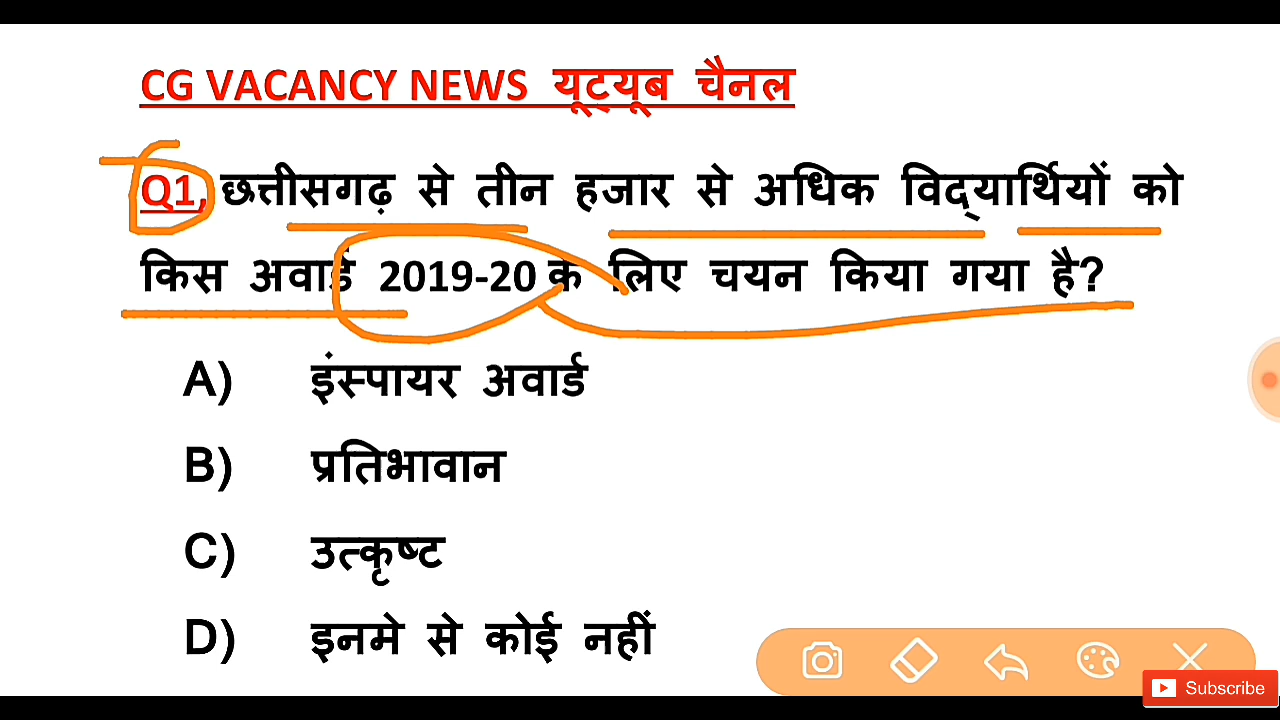 CG VACANCY NEWS यूट्यूब चैनल
Q1, छत्तीसगढ़ से तीन हजार से अधिक विद्यार्थियों को
किस अवार्ड 2019-20 के लिए चयन किया गया है?
A) इंस्पायर अवार्ड
B) प्रतिभावान
C) उत्कृष्ट
D) इनमे से कोई नहीं
Subscribe